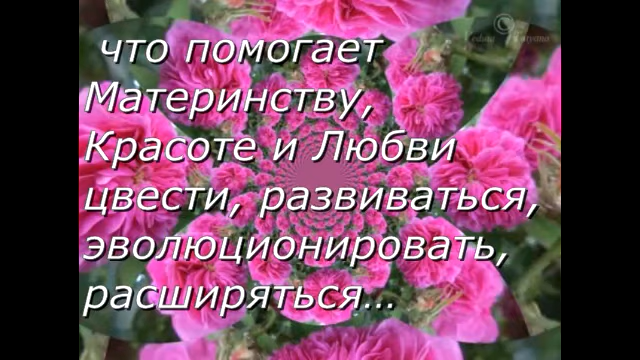 что помогает
Материнству,
Красоте и Любви
цвести, развиваться,
эволюционировать,
расширяться...